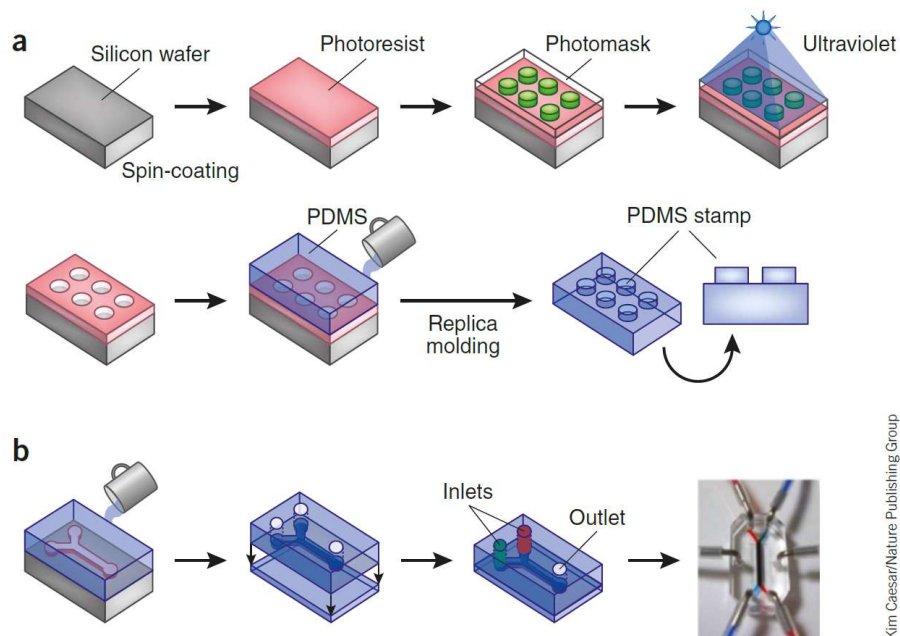 a
Silicon wafer
Photoresist
Photomask
Ultraviolet
Spin-coating
PDMS
PDMS stamp
Replica
molding
b
Inlets
Outlet
Kim Caesar/Nature Publishing Group